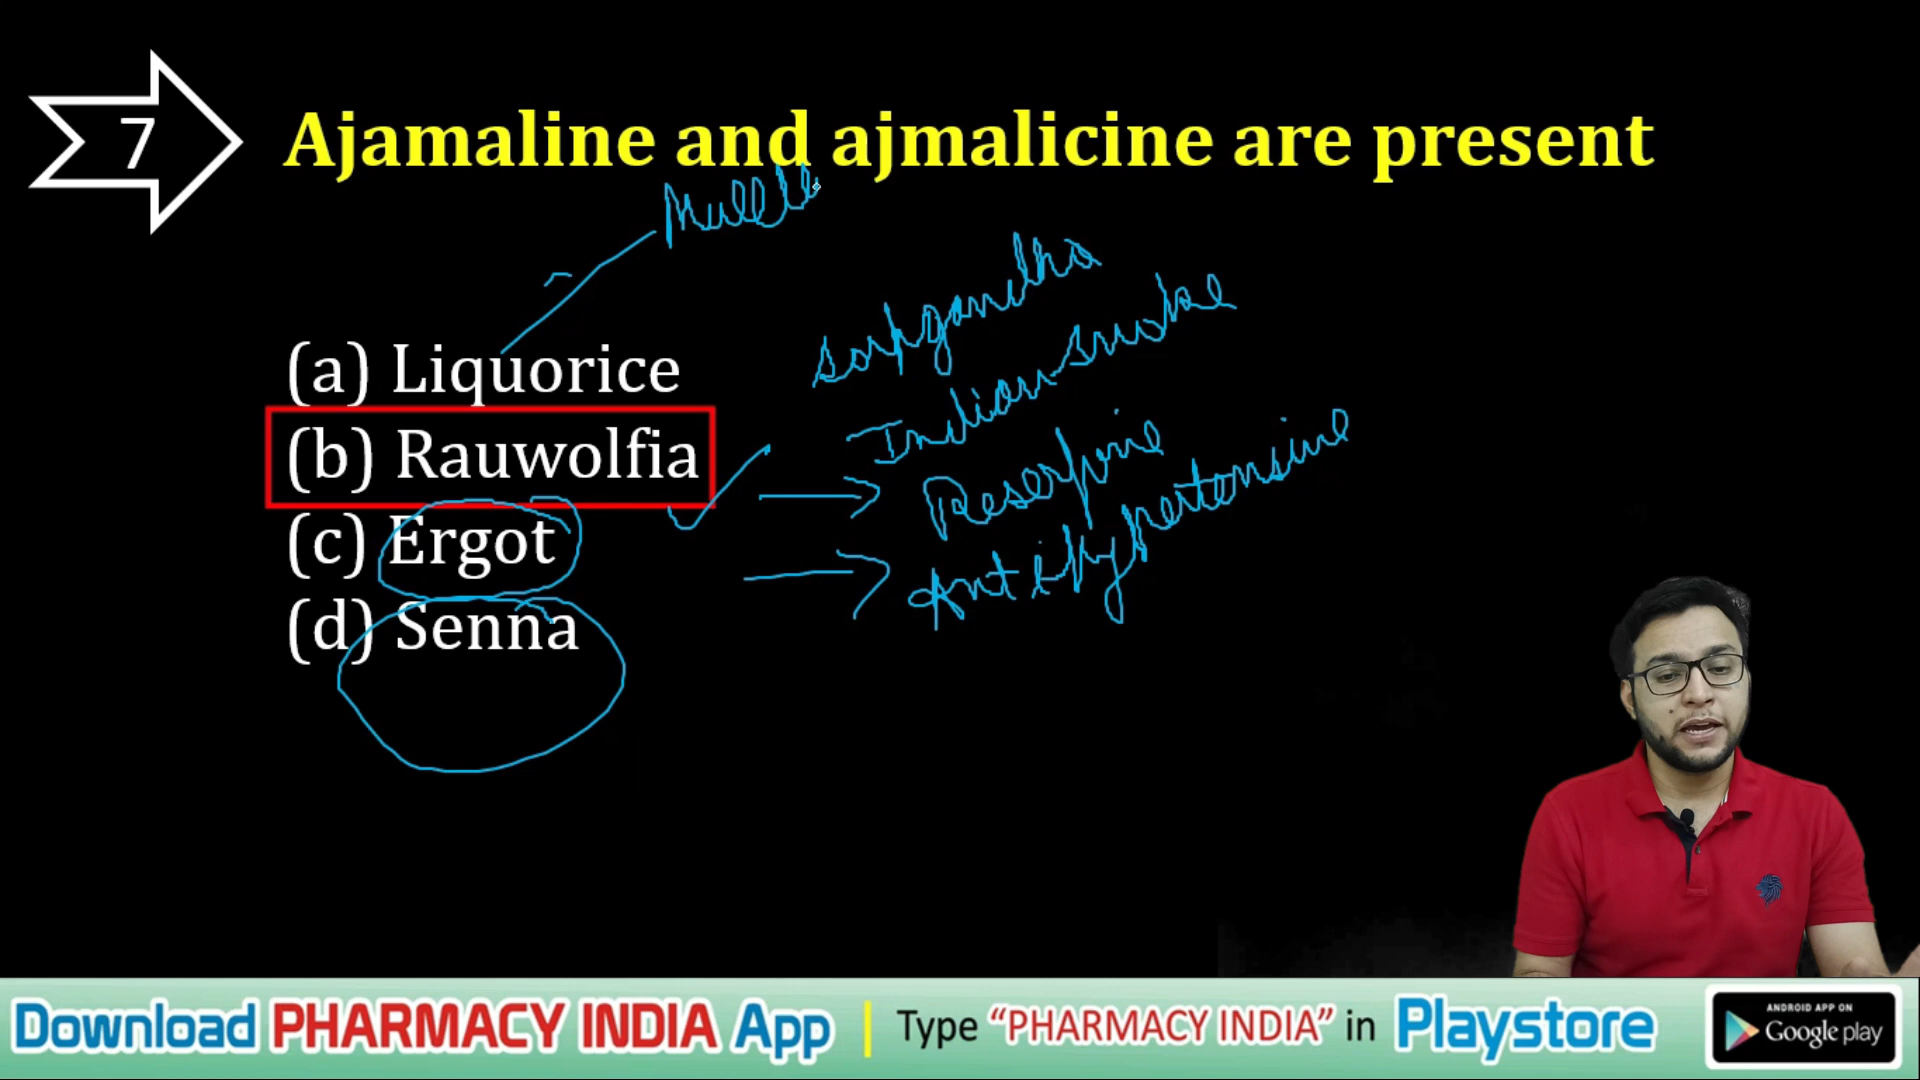 7
Ajamaline and ajmalicine are present
Sarpgandha
Indian snake
(a) Liquorice
(b) Rauwolfia
Reserpine
(c) Ergot
Antihypertensive
(d) Senna
Download PHARMACY INDIA App | Type “PHARMACY INDIA” in Playstore
ANDROID APP ON
Google play